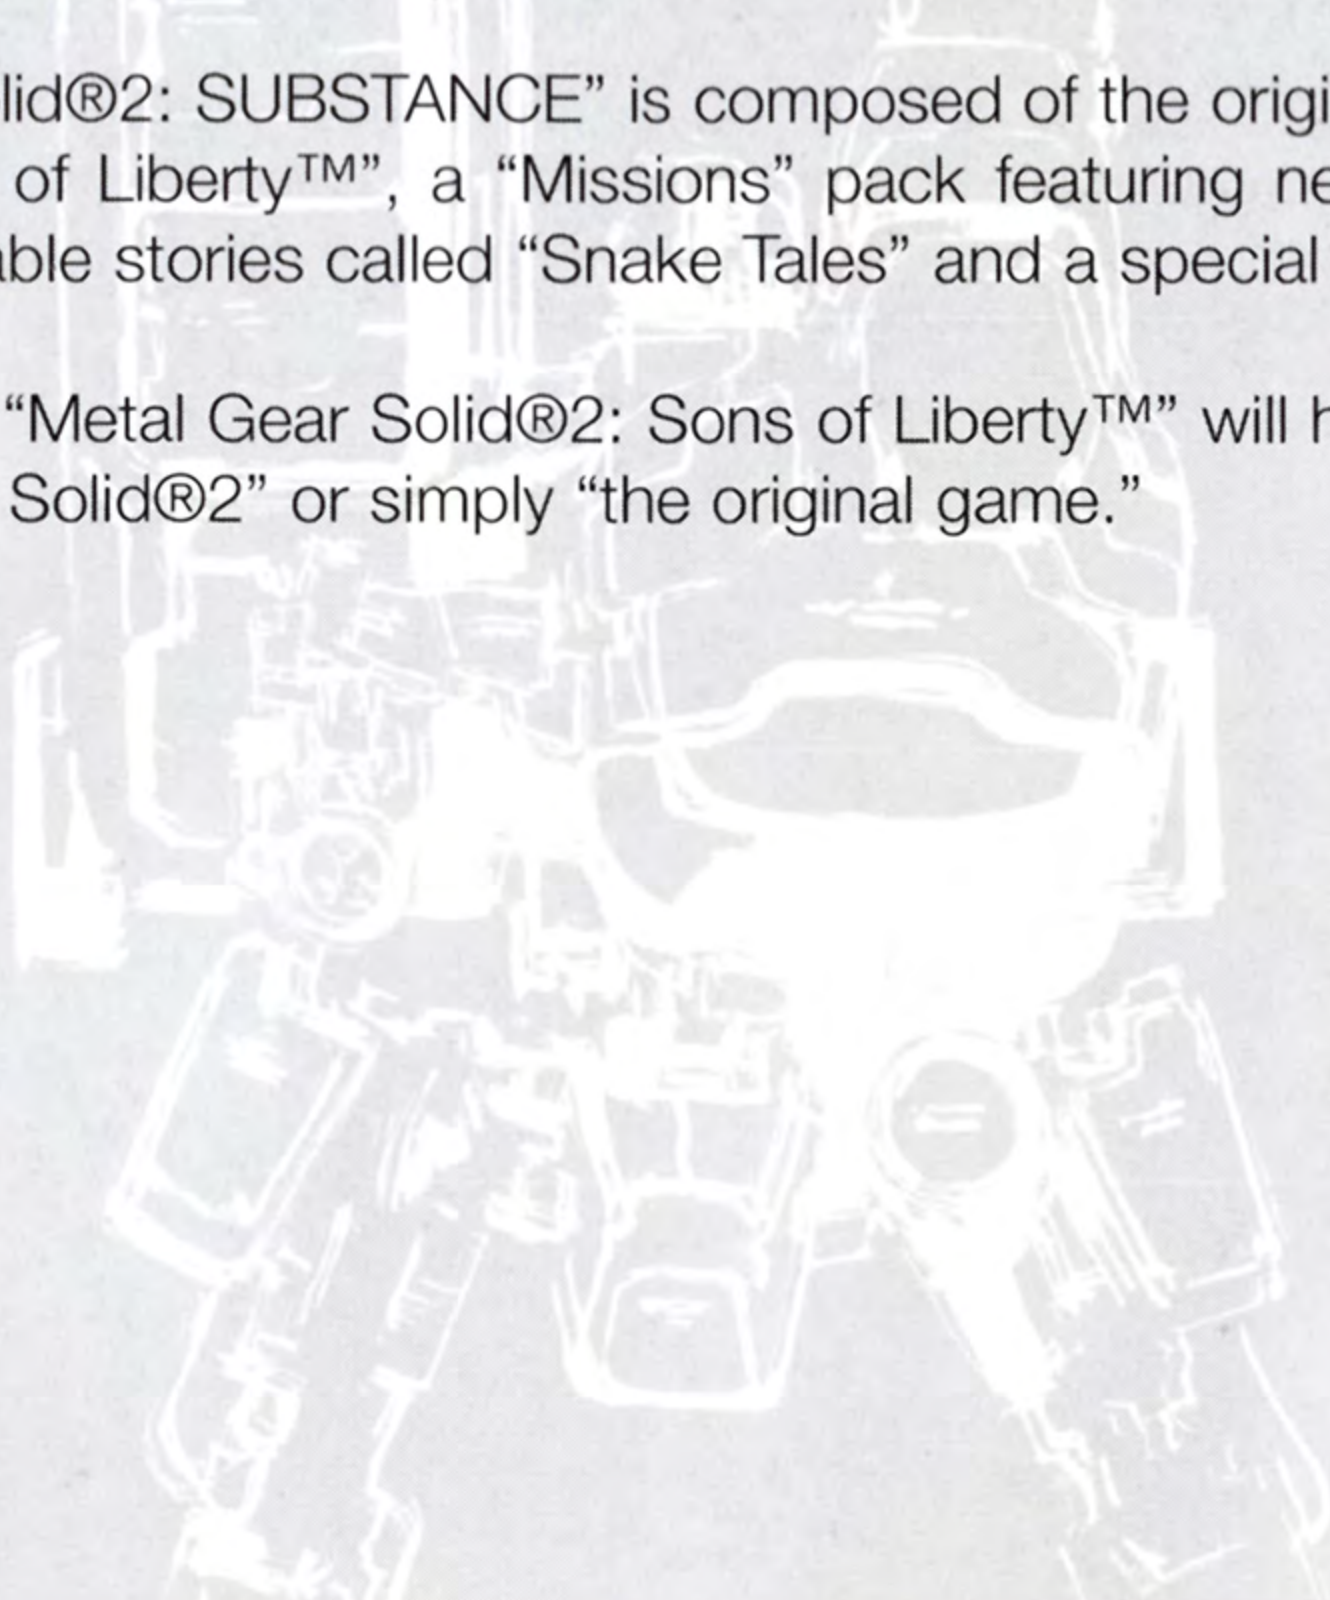 lid®2: SUBSTANCE” is composed of the origi
of Liberty™”, a “Missions” pack featuring ne
able stories called “Snake Tales” and a special
“Metal Gear Solid®2: Sons of Liberty™” will h
Solid®2” or simply “the original game.”